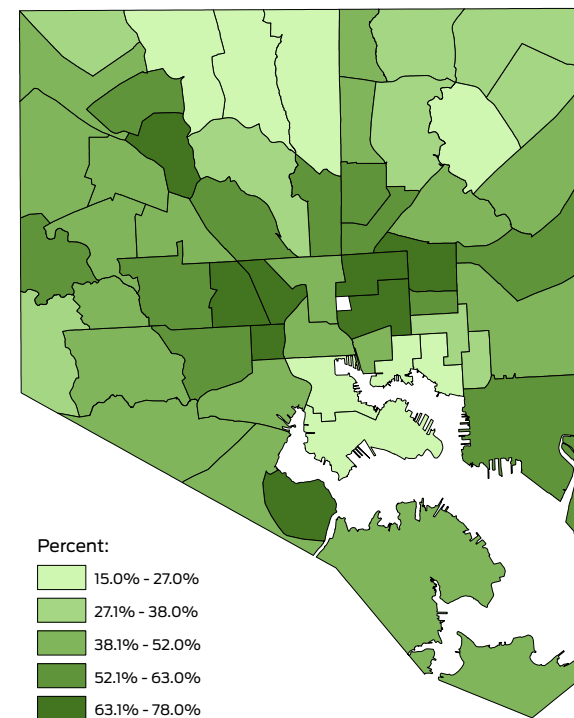 Percent:
15.0% - 27.0%
27.1% - 38.0%
38.1% - 52.0%
52.1% - 63.0%
63.1% - 78.0%